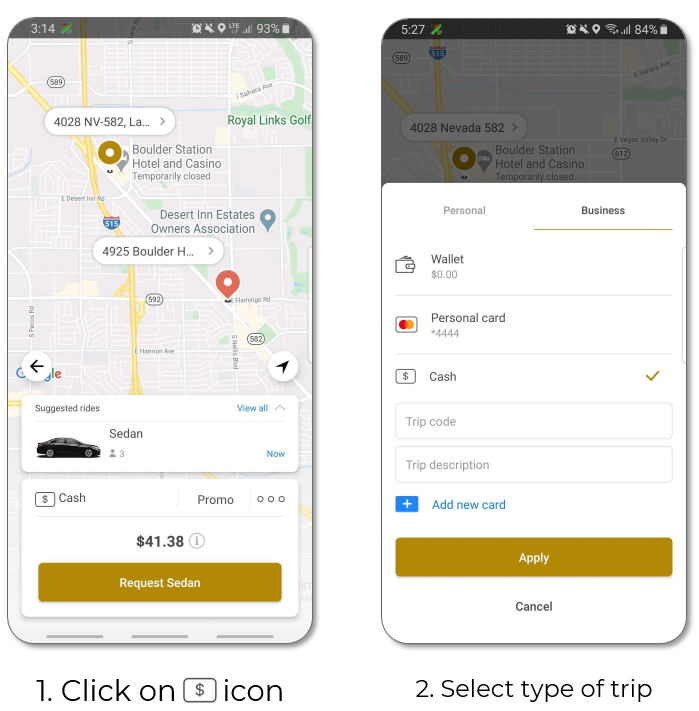 3:14
LTE
93%
589
E Sahara Ave
4028 NV-582, La...
Royal Links Golf
Boulder Station
Hotel and Casino
Temporarily closed
E Desert Inn Rd
515
Desert Inn Estates
Owners Association
4925 Boulder H...
592
E Flamingo Rd
S Pecos Rd
582
S Nellis Blvd
E Harmon Ave
Suggested rides
View all
Sedan
3
Now
$ Cash
Promo
$41.38
Request Sedan
1. Click on $ icon
5:27
84%
515
589
E Sahara Ave
4028 Nevada 582
E Vegas Valley Dr
612
Boulder Station
Hotel and Casino
Temporarily closed
Personal
Business
Wallet
$0.00
Personal card
*4444
$ Cash
Trip code
Trip description
+ Add new card
Apply
Cancel
2. Select type of trip